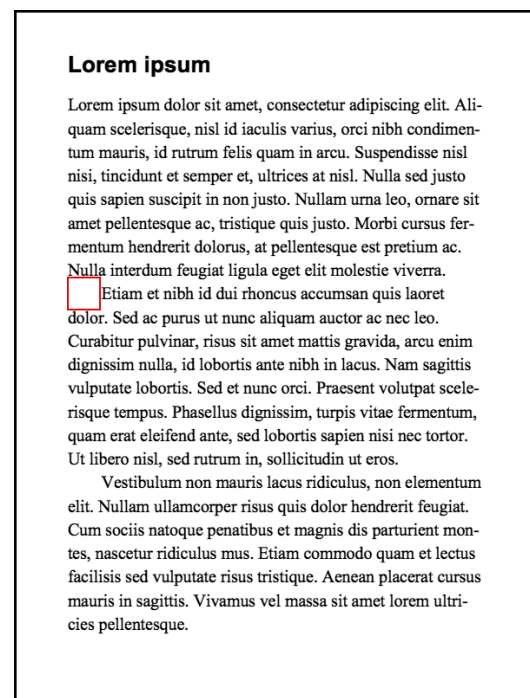 Lorem ipsum
Lorem ipsum dolor sit amet, consectetur adipiscing elit. Ali-
quam scelerisque, nisl id iaculis varius, orci nibh condimen-
tum mauris, id rutrum felis quam in arcu. Suspendisse nisl
nisi, tincidunt et semper et, ultrices at nisl. Nulla sed justo
quis sapien suscipit in non justo. Nullam urna leo, ornare sit
amet pellentesque ac, tristique quis justo. Morbi cursus fer-
mentum hendrerit dolorus, at pellentesque est pretium ac.
Nulla interdum feugiat ligula eget elit molestie viverra.
Etiam et nibh id dui rhoncus accumsan quis laoret
dolor. Sed ac purus ut nunc aliquam auctor ac nec leo.
Curabitur pulvinar, risus sit amet mattis gravida, arcu enim
dignissim nulla, id lobortis ante nibh in lacus. Nam sagittis
vulputate lobortis. Sed et nunc orci. Praesent volutpat scele-
risque tempus. Phasellus dignissim, turpis vitae fermentum,
quam erat eleifend ante, sed lobortis sapien nisi nec tortor.
Ut libero nisl, sed rutrum in, sollicitudin ut eros.
Vestibulum non mauris lacus ridiculus, non elementum
elit. Nullam ullamcorper risus quis dolor hendrerit feugiat.
Cum sociis natoque penatibus et magnis dis parturient mon-
tes, nascetur ridiculus mus. Etiam commodo quam et lectus
facilisis sed vulputate risus tristique. Aenean placerat cursus
mauris in sagittis. Vivamus vel massa sit amet lorem ultri-
cies pellentesque.